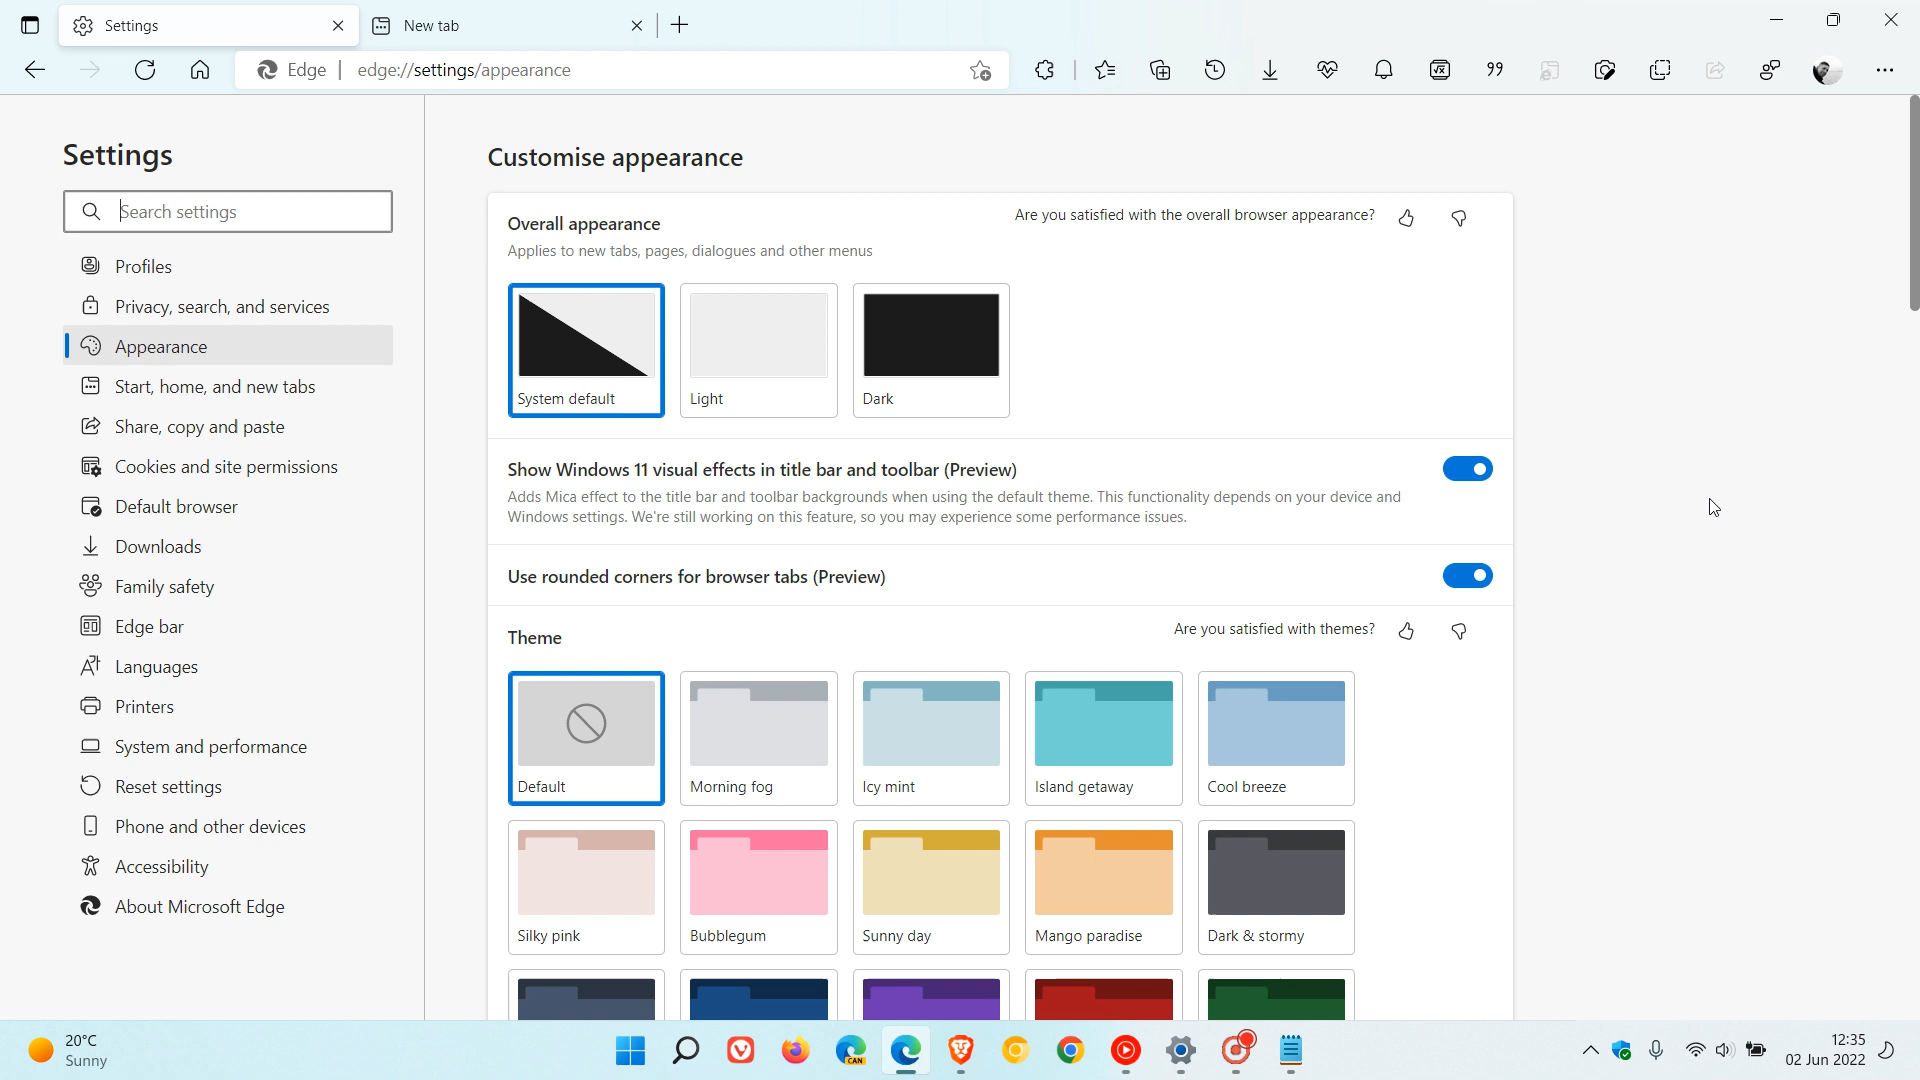 Settings
New tab
Edge
edge://settings/appearance
Settings
Search settings
Profiles
Privacy, search, and services
Appearance
Start, home, and new tabs
Share, copy and paste
Cookies and site permissions
Default browser
Downloads
Family safety
Edge bar
Languages
Printers
System and performance
Reset settings
Phone and other devices
Accessibility
About Microsoft Edge
Customise appearance
Overall appearance
Are you satisfied with the overall browser appearance?
Applies to new tabs, pages, dialogues and other menus
System default
Light
Dark
Show Windows 11 visual effects in title bar and toolbar (Preview)
Adds Mica effect to the title bar and toolbar backgrounds when using the default theme. This functionality depends on your device and
Windows settings. We're still working on this feature, so you may experience some performance issues.
Use rounded corners for browser tabs (Preview)
Theme
Are you satisfied with themes?
Default
Morning fog
Icy mint
Island getaway
Cool breeze
Silky pink
Bubblegum
Sunny day
Mango paradise
Dark & stormy
20°C
Sunny
CAN
12:35
02 Jun 2022